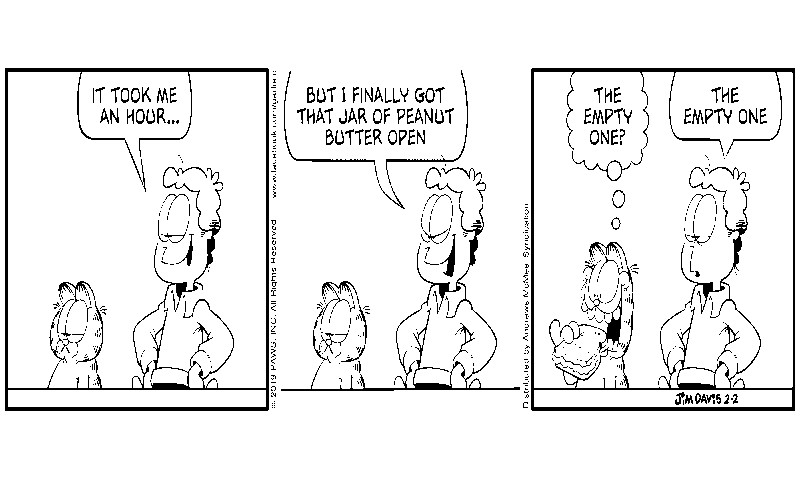 IT TOOK ME
AN HOUR...
BUT I FINALLY GOT
THAT JAR OF PEANUT
BUTTER OPEN
THE
EMPTY
ONE?
THE
EMPTY ONE
© 2019 PAWS, INC. All Rights Reserved
Distributed by Andrews McMeel Syndication
JIM DAVIS 2-2